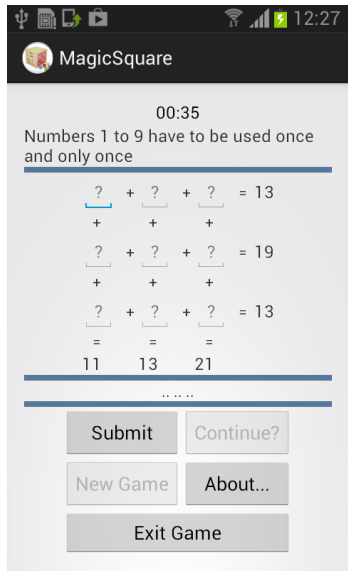 12:27
MagicSquare
00:35
Numbers 1 to 9 have to be used once
and only once
? + ? + ? = 13
+ + +
? + ? + ? = 19
+ + +
? + ? + ? = 13
= = =
11 13 21
.. .. ..
Submit Continue?
New Game About...
Exit Game